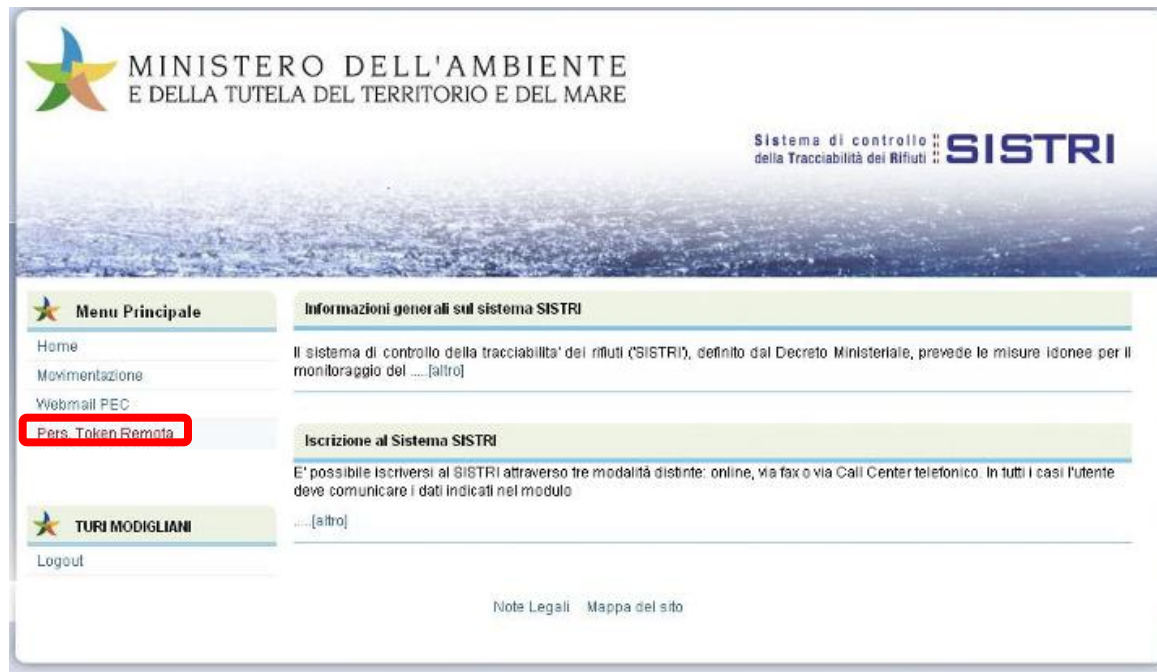 MINISTERO DELL'AMBIENTE
E DELLA TUTELA DEL TERRITORIO E DEL MARE
Sistema di controllo
della Tracciabilità dei Rifiuti
SISTRI
Menu Principale
Home
Movimentazione
Webmail PEC
Pers. Token Remota
TURI MODIGLIANI
Logout
Informazioni generali sul sistema SISTRI
Il sistema di controllo della tracciabilita' dei rifiuti ('SISTRI'), definito dal Decreto Ministeriale, prevede le misure idonee per il
monitoraggio del .....[altro]
Iscrizione al Sistema SISTRI
E' possibile iscriversi al SISTRI attraverso tre modalità distinte: online, via fax o via Call Center telefonico. In tutti i casi l'utente
deve comunicare i dati indicati nel modulo
.....[altro]
Note Legali Mappa del sito